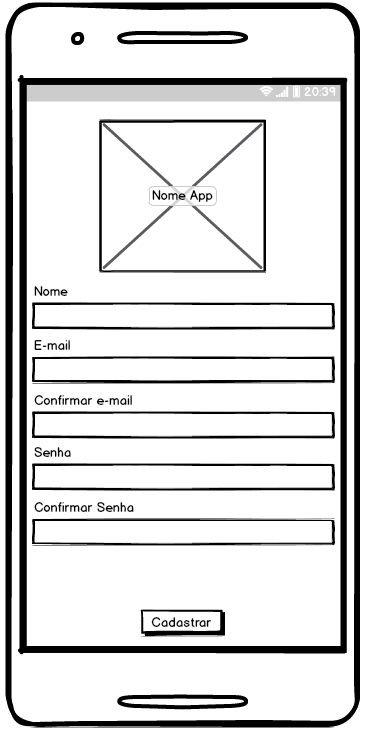 20:39
Nome App
Nome
E-mail
Confirmar e-mail
Senha
Confirmar Senha
Cadastrar